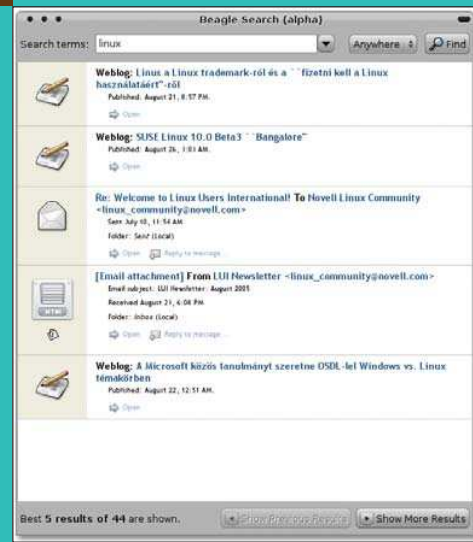 Beagle Search (alpha)
Search terms: linux Anywhere Find
Weblog: Linus a Linux trademark-ról és a ``fizetni kell a Linux
használatáért"-ról
Published: August 21, 8:57 PM.
Open
Weblog: SUSE Linux 10.0 Beta3 ``Bangalore"
Published: August 26, 1:01 AM.
Open
Re: Welcome to Linux Users International! To Novell Linux Community
<linux_community@novell.com>
Sent July 10, 11:54 AM.
Folder: Sent (Local)
Open Reply to message...
[Email attachment] From LUI Newsletter <linux_community@novell.com>
Email subject: LUI Newsletter: August 2005
Received August 21, 6:08 PM.
Folder: Inbox (Local)
Open Reply to message...
HTML
Weblog: A Microsoft közös tanulmányt szeretne OSDL-lel Windows vs. Linux
témakörben
Published: August 22, 12:51 AM.
Open
Best 5 results of 44 are shown. Show Previous Results Show More Results